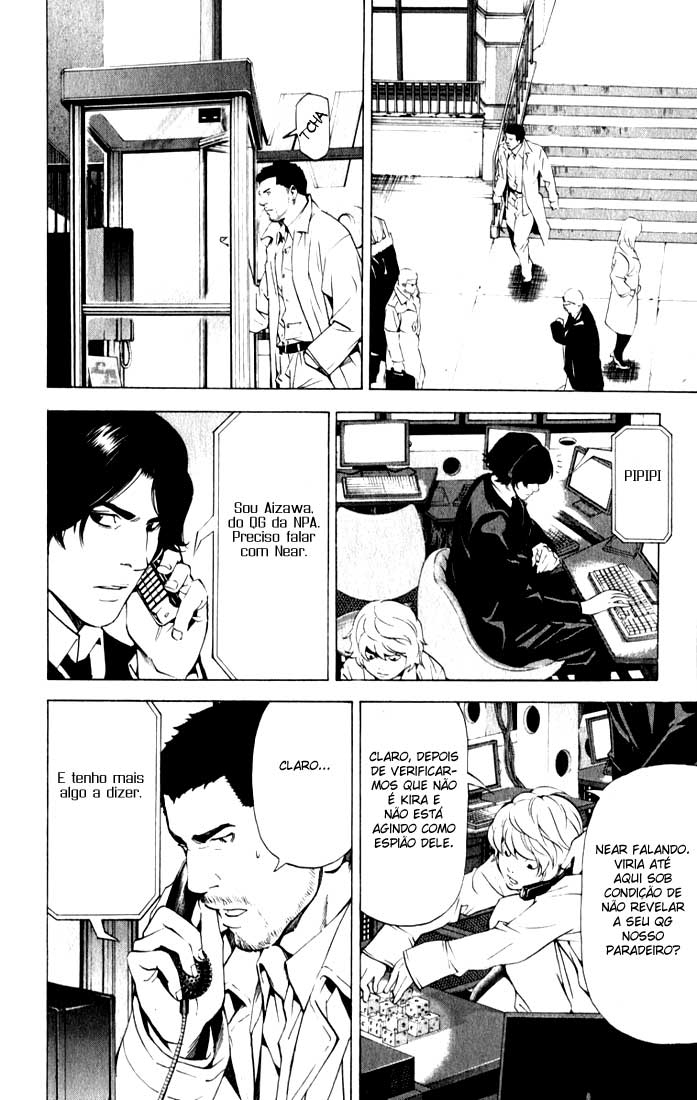 TCHA
PIPIPI
Sou Aizawa,
do QG da NPA.
Preciso falar
com Near.
NEAR FALANDO.
VIRIA ATÉ
AQUI SOB
CONDIÇÃO DE
NÃO REVELAR
A SEU QG
NOSSO
PARADEIRO?
CLARO, DEPOIS
DE VERIFICAR-
MOS QUE NÃO
É KIRA E
NÃO ESTÁ
AGINDO COMO
ESPIÃO DELE.
CLARO...
E tenho mais
algo a dizer.